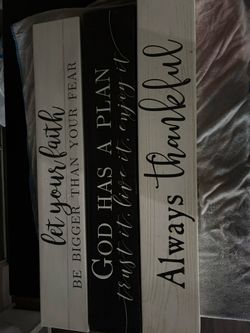 let your faith
BE BIGGER THAN YOUR FEAR
GOD HAS A PLAN
trust it, live it, enjoy it
Always thankful